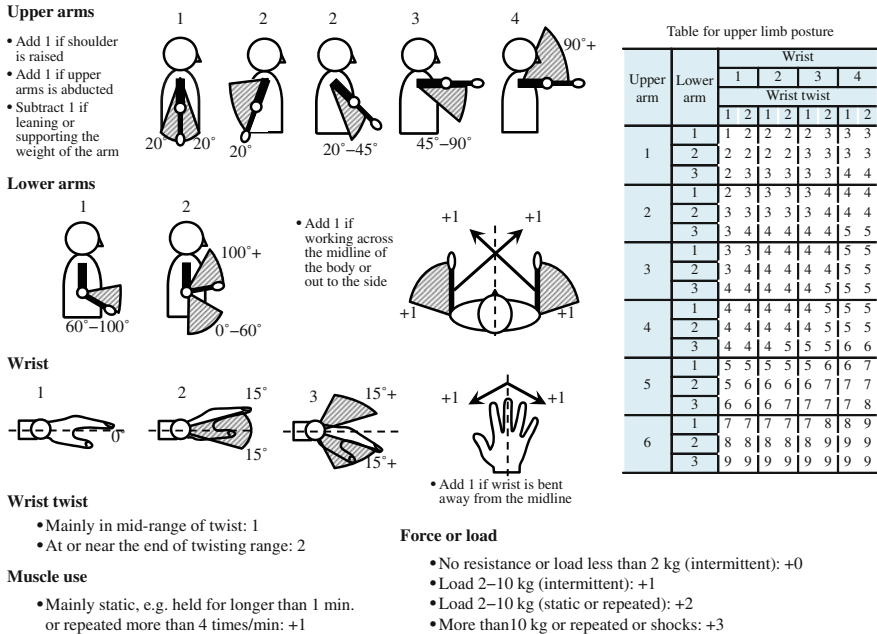 Upper arms
• Add 1 if shoulder
is raised
• Add 1 if upper
arms is abducted
• Subtract 1 if
leaning or
supporting the
weight of the arm
1 2 2 3 4
20˚ 20˚
20˚
20˚−45˚
45˚−90˚
90˚+
Lower arms
1 2
60˚−100˚
100˚+
0˚−60˚
• Add 1 if
working across
the midline of
the body or
out to the side
+1 +1
+1 +1
Wrist
1 2 3
0˚
15˚
15˚
15˚+
15˚+
+1 +1
• Add 1 if wrist is bent
away from the midline
Wrist twist
• Mainly in mid-range of twist: 1
• At or near the end of twisting range: 2
Muscle use
• Mainly static, e.g. held for longer than 1 min.
or repeated more than 4 times/min: +1
Force or load
• No resistance or load less than 2 kg (intermittent): +0
• Load 2−10 kg (intermittent): +1
• Load 2−10 kg (static or repeated): +2
• More than10 kg or repeated or shocks: +3
Table for upper limb posture
Upper arm Lower arm Wrist
1 2 3 4
Wrist twist
1 2 1 2 1 2 1 2
1 1 1 2 2 2 2 3 3 3
2 2 2 2 2 3 3 3 3
3 2 3 3 3 3 3 4 4
2 1 2 3 3 3 3 4 4 4
2 3 3 3 3 3 4 4 4
3 3 4 4 4 4 4 5 5
3 1 3 3 4 4 4 4 5 5
2 3 4 4 4 4 4 5 5
3 4 4 4 4 4 5 5 5
4 1 4 4 4 4 4 5 5 5
2 4 4 4 4 4 5 5 5
3 4 4 4 5 5 5 6 6
5 1 5 5 5 5 5 6 6 7
2 5 6 6 6 6 7 7 7
3 6 6 6 7 7 7 7 8
6 1 7 7 7 7 7 8 8 9
2 8 8 8 8 8 9 9 9
3 9 9 9 9 9 9 9 9